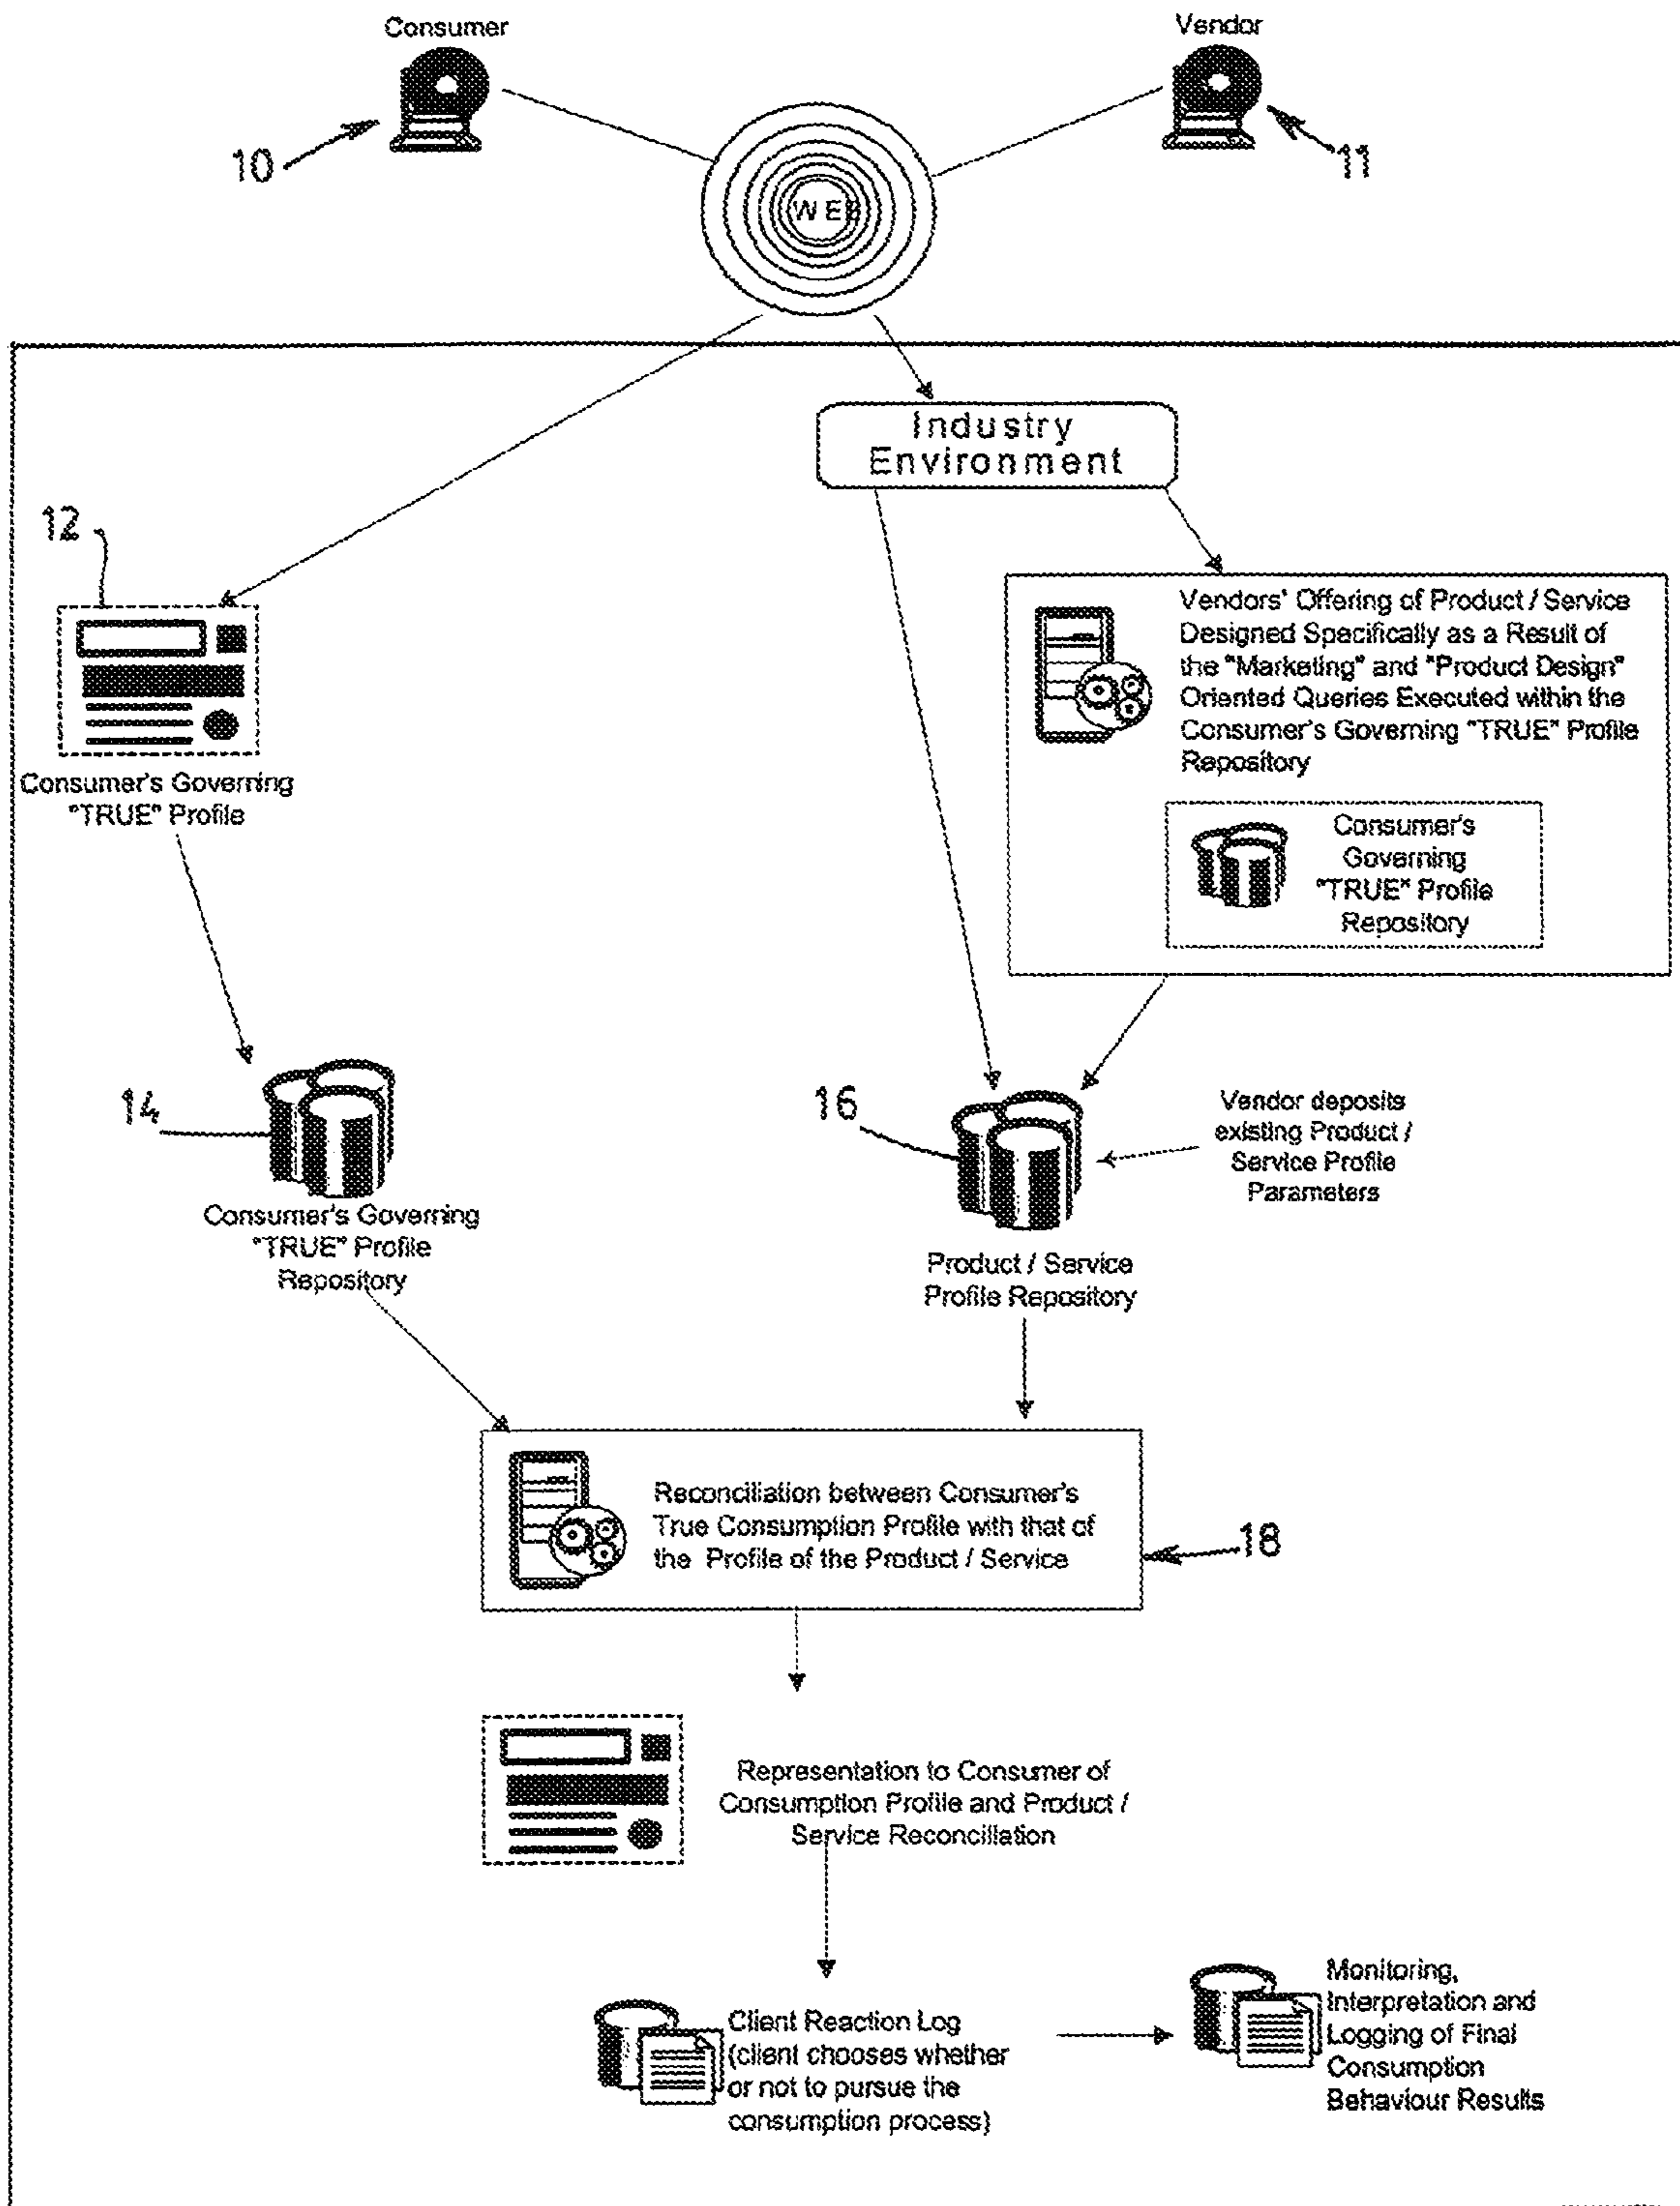 Consumer
Vendor
10
11
WEB
Industry
Environment
12
Vendors' Offering of Product / Service
Designed Specifically as a Result of
the "Marketing" and "Product Design"
Oriented Queries Executed within the
Consumer's Governing "TRUE" Profile
Repository
Consumer's Governing
"TRUE" Profile
Consumer's
Governing
"TRUE" Profile
Repository
14
16
Vendor deposits
existing Product /
Service Profile
Parameters
Consumer's Governing
"TRUE" Profile
Repository
Product / Service
Profile Repository
Reconciliation between Consumer's
True Consumption Profile with that of
the Profile of the Product / Service
18
Representation to Consumer of
Consumption Profile and Product /
Service Reconciliation
Client Reaction Log
(client chooses whether
or not to pursue the
consumption process)
Monitoring,
Interpretation and
Logging of Final
Consumption
Behaviour Results